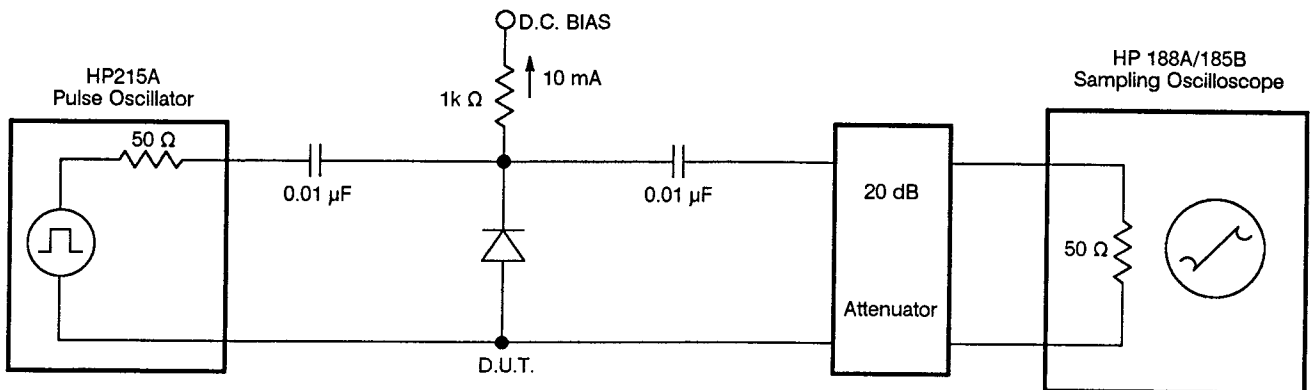 D.C. BIAS
HP215A
Pulse Oscillator
10 mA
1k Ω
HP 188A/185B
Sampling Oscilloscope
50 Ω
0.01 µF
0.01 µF
20 dB
Attenuator
50 Ω
D.U.T.